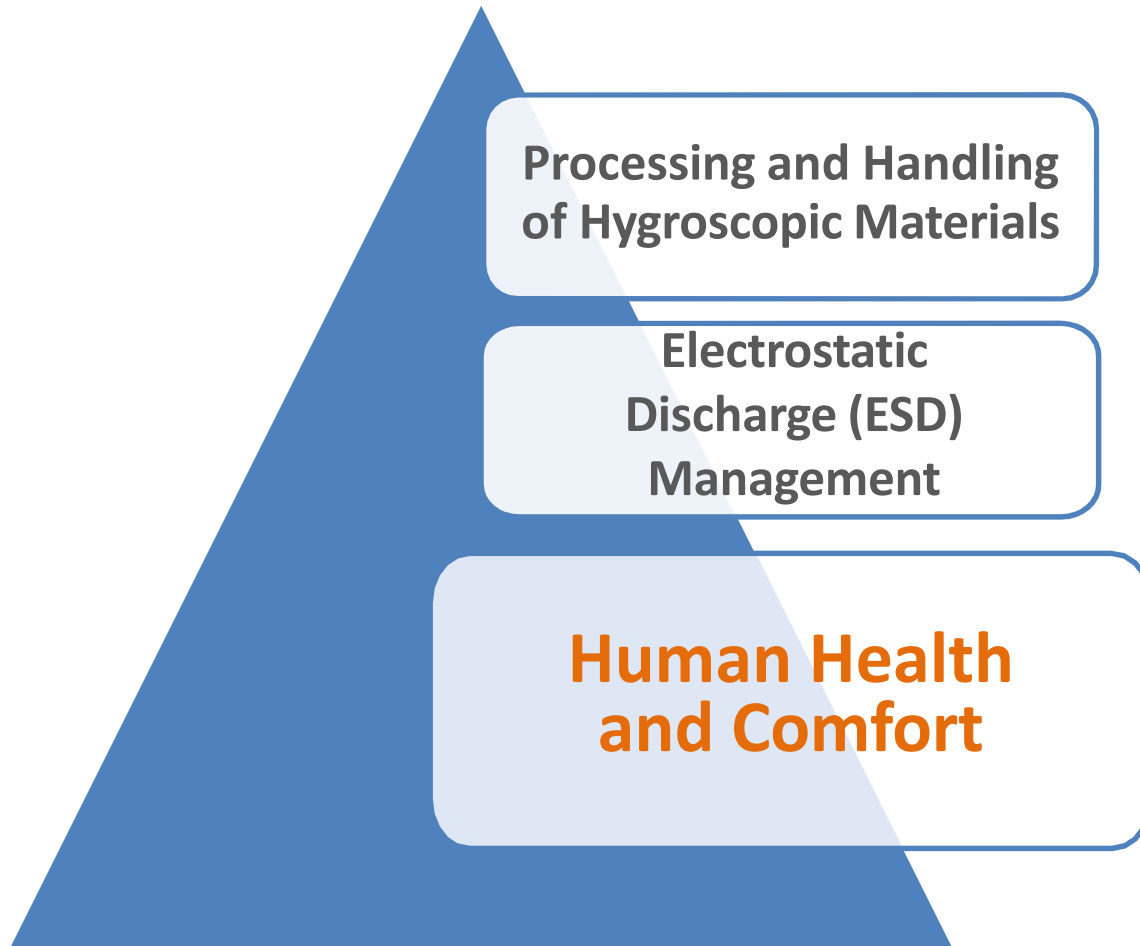 Processing and Handling
of Hygroscopic Materials
Electrostatic
Discharge (ESD)
Management
Human Health
and Comfort